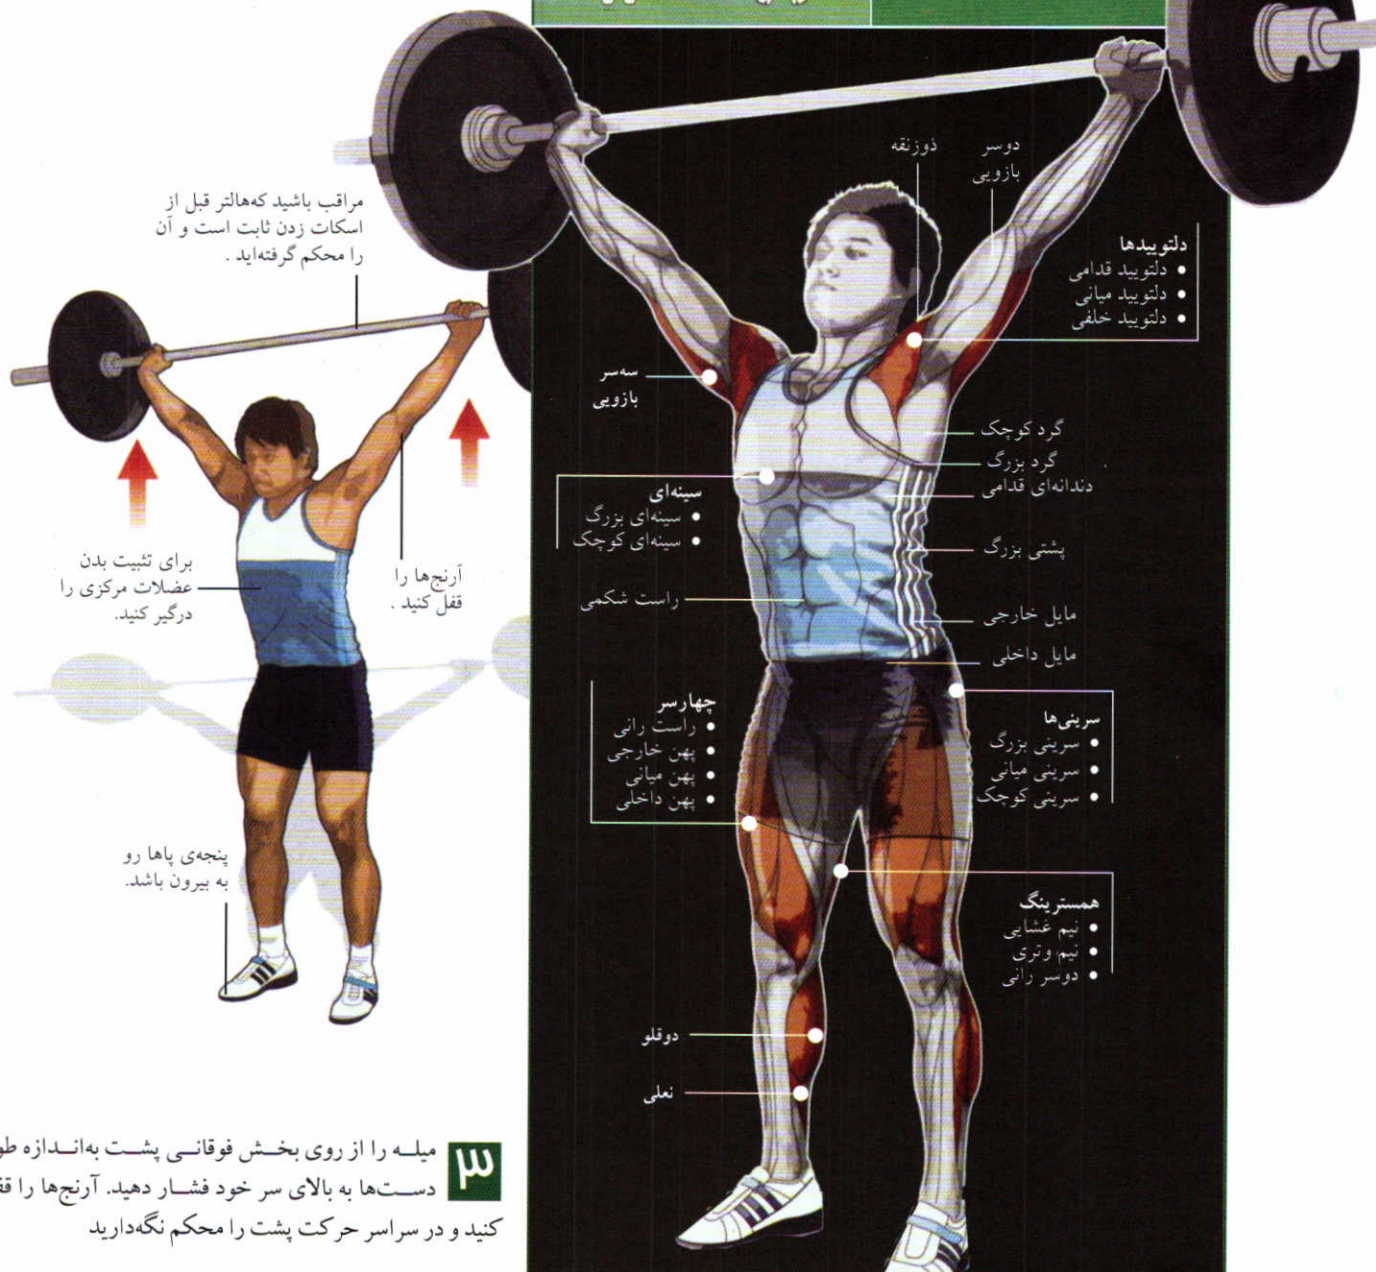 مراقب باشید که‌هالتر قبل از
اسکات زدن ثابت است و آن
را محکم گرفته‌اید .
برای تثبیت بدن
عضلات مرکزی را
درگیر کنید.
آرنج‌ها را
قفل کنید .
پنجه‌ی پاها رو
به بیرون باشد.
۳
میله را از روی بخش فوقانی پشت به‌اندازه
دست‌ها به بالای سر خود فشار دهید. آرنج‌ها را
کنید و در سراسر حرکت پشت را محکم نگه‌دارید
دوسر
بازویی
ذوزنقه
دلتوییدها
• دلتویید قدامی
• دلتویید میانی
• دلتویید خلفی
سه‌سر
بازویی
گرد کوچک
گرد بزرگ
دندانه‌ای قدامی
سینه‌ای
• سینه‌ای بزرگ
• سینه‌ای کوچک
پشتی بزرگ
راست شکمی
مایل خارجی
مایل داخلی
چهارسر
• راست رانی
• پهن خارجی
• پهن میانی
• پهن داخلی
سرینی‌ها
• سرینی بزرگ
• سرینی میانی
• سرینی کوچک
همسترینگ
• نیم غشایی
• نیم وتری
• دوسر رانی
دوقلو
نعلی